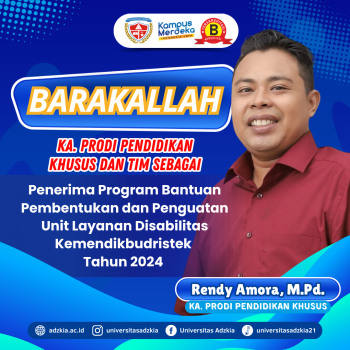 Kampus
Merdeka
B
BARAKALLAH
KA. PRODI PENDIDIKAN
KHUSUS DAN TIM SEBAGAI
Penerima Program Bantuan
Pembentukan dan Penguatan
Unit Layanan Disabilitas
Kemendikbudristek
Tahun 2024
Rendy Amora, M.Pd.
KA. PRODI PENDIDIKAN KHUSUS
adzkia.ac.id universitasadzkia Universitas Adzkia universitasadzkia21